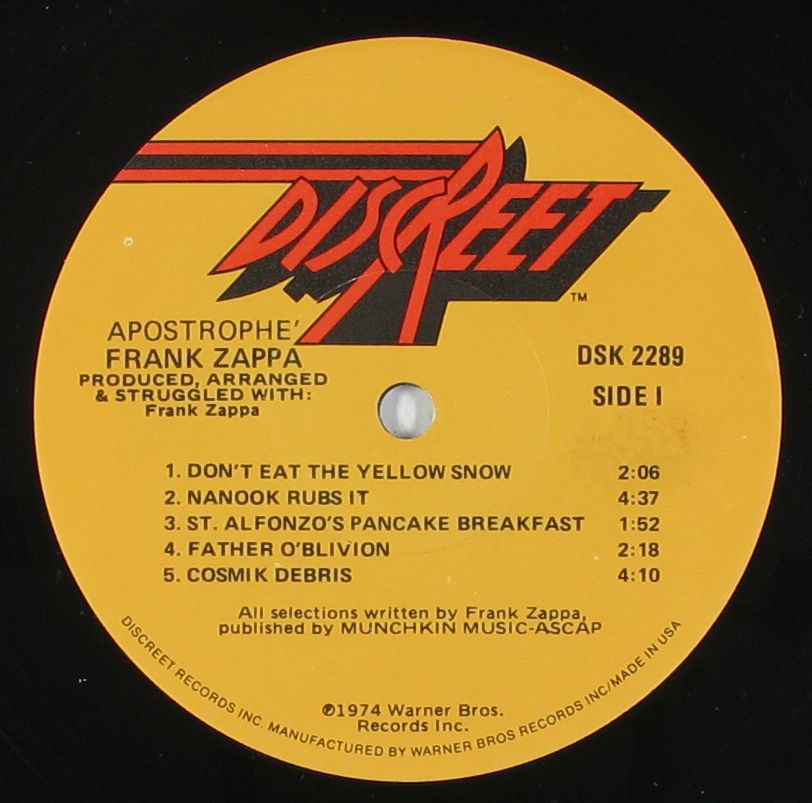 DISCREET
TM
APOSTROPHE'
FRANK ZAPPA
PRODUCED, ARRANGED
& STRUGGLED WITH:
Frank Zappa
DSK 2289
SIDE I
1. DON'T EAT THE YELLOW SNOW 2:06
2. NANOOK RUBS IT 4:37
3. ST. ALFONZO'S PANCAKE BREAKFAST 1:52
4. FATHER O'BLIVION 2:18
5. COSMIK DEBRIS 4:10
All selections written by Frank Zappa,
published by MUNCHKIN MUSIC-ASCAP
℗1974 Warner Bros.
Records Inc.
DISCREET RECORDS INC. MANUFACTURED BY WARNER BROS RECORDS INC/MADE IN USA